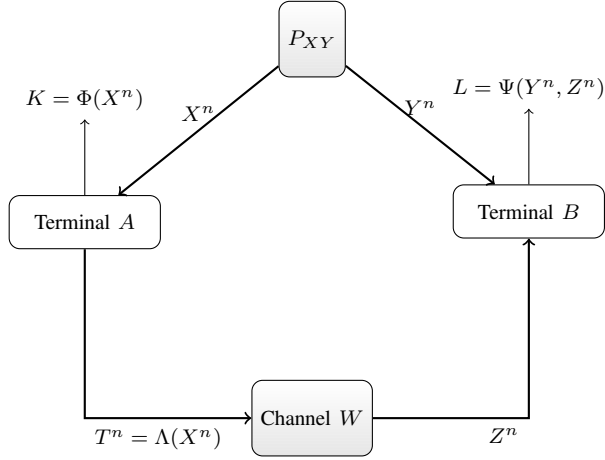 P_{XY}
K = Φ(X^n)
L = Ψ(Y^n, Z^n)
X^n
Y^n
Terminal A
Terminal B
Channel W
T^n = Λ(X^n)
Z^n